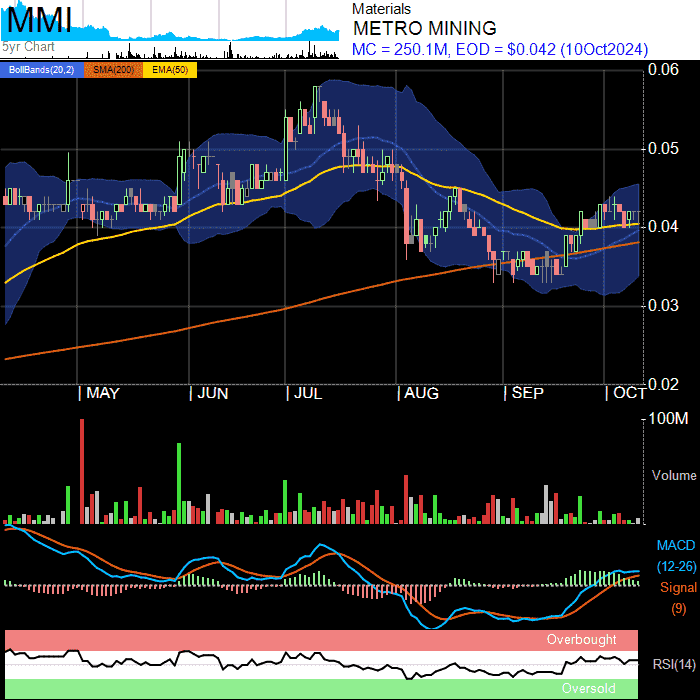 MMI
5yr Chart
Materials
METRO MINING
MC = 250.1M, EOD = $0.042 (10Oct2024)
BollBands(20,2) SMA(200) EMA(50)
0.06
0.05
0.04
0.03
0.02
| MAY | JUN | JUL | AUG | SEP | OCT
100M
Volume
MACD
(12-26)
Signal
(9)
Overbought
RSI(14)
Oversold